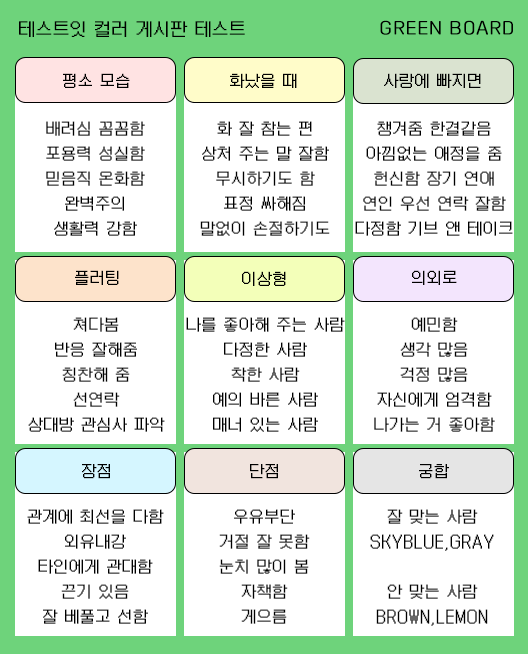 테스트잇 컬러 게시판 테스트 GREEN BOARD
평소 모습
배려심 꼼꼼함
포용력 성실함
믿음직 온화함
완벽주의
생활력 강함
화났을 때
화 잘 참는 편
상처 주는 말 잘함
무시하기도 함
표정 싸해짐
말없이 손절하기도
사랑에 빠지면
챙겨줌 한결같음
아낌없는 애정을 줌
헌신함 장기 연애
연인 우선 연락 잘함
다정함 기브 앤 테이크
플러팅
쳐다봄
반응 잘해줌
칭찬해 줌
선연락
상대방 관심사 파악
이상형
나를 좋아해 주는 사람
다정한 사람
착한 사람
예의 바른 사람
매너 있는 사람
의외로
예민함
생각 많음
걱정 많음
자신에게 엄격함
나가는 거 좋아함
장점
관계에 최선을 다함
외유내강
타인에게 관대함
끈기 있음
잘 베풀고 선함
단점
우유부단
거절 잘 못함
눈치 많이 봄
자책함
게으름
궁합
잘 맞는 사람
SKYBLUE,GRAY
안 맞는 사람
BROWN,LEMON